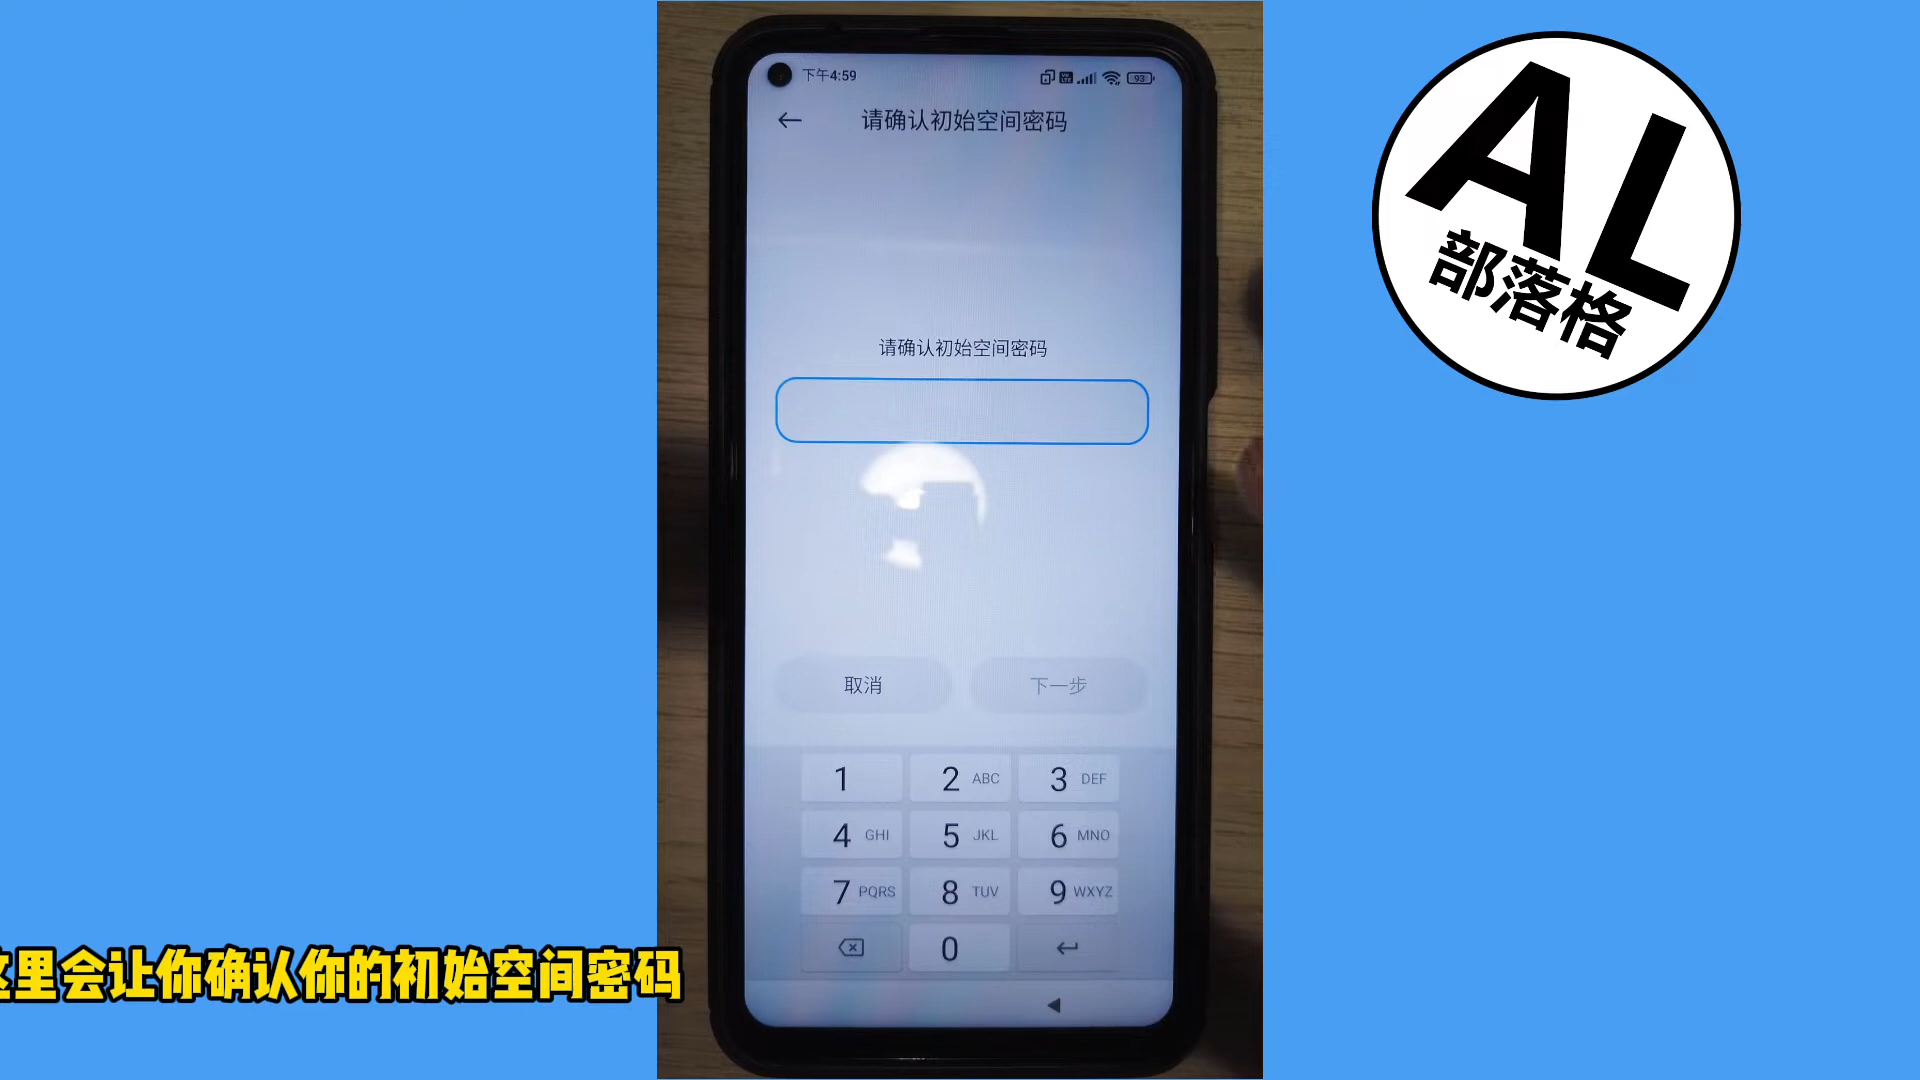 下午4:59
93
请确认初始空间密码
请确认初始空间密码
取消
下一步
1
2 ABC
3 DEF
4 GHI
5 JKL
6 MNO
7 PQRS
8 TUV
9 WXYZ
0
AL
部落格
这里会让你确认你的初始空间密码